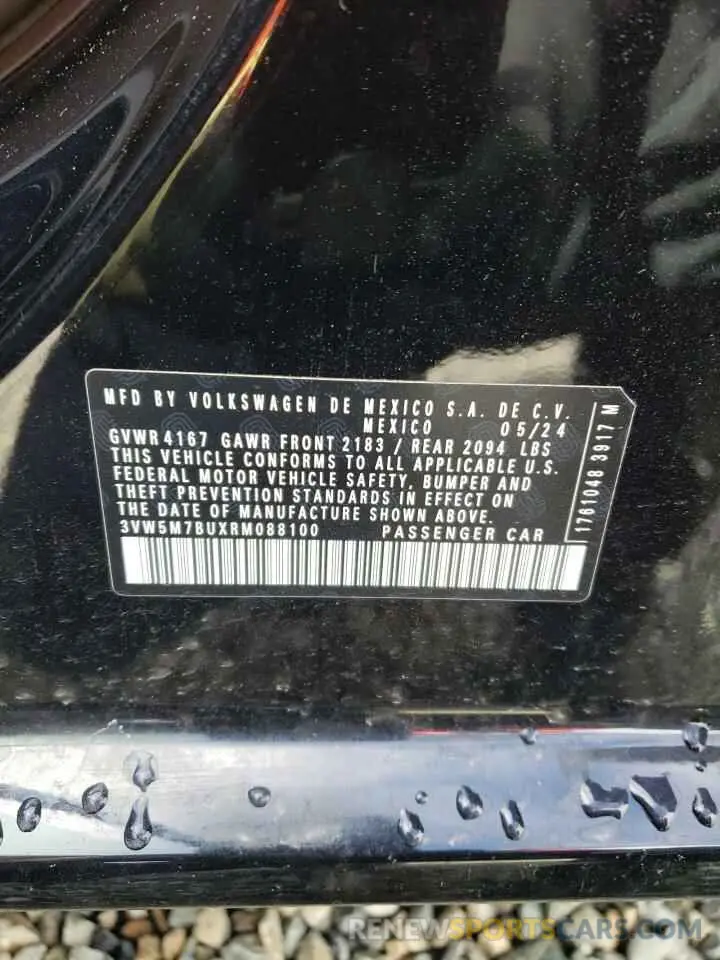 MFD BY VOLKSWAGEN DE MEXICO S.A. DE C.V.
MEXICO 05/24
GVWR 4167 GAWR FRONT 2183 / REAR 2094 LBS
THIS VEHICLE CONFORMS TO ALL APPLICABLE U.S.
FEDERAL MOTOR VEHICLE SAFETY, BUMPER AND
THEFT PREVENTION STANDARDS IN EFFECT ON
THE DATE OF MANUFACTURE SHOWN ABOVE.
3VW5M7BUXRM088100 PASSENGER CAR
1761048 3917 M
RENEWSPORTCARS.COM